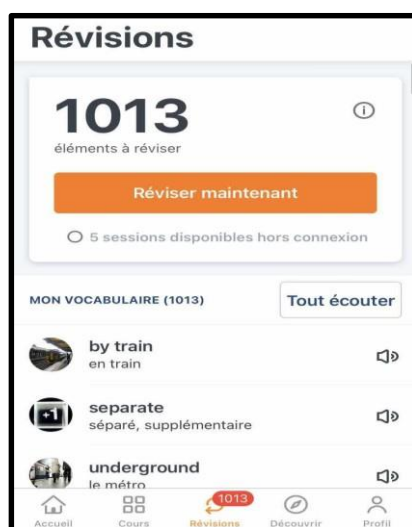 Révisions
1013
éléments à réviser
Réviser maintenant
5 sessions disponibles hors connexion
MON VOCABULAIRE (1013)
Tout écouter
by train
en train
+1
separate
séparé, supplémentaire
underground
le métro
1013
Accueil Cours Révisions Découvrir Profil